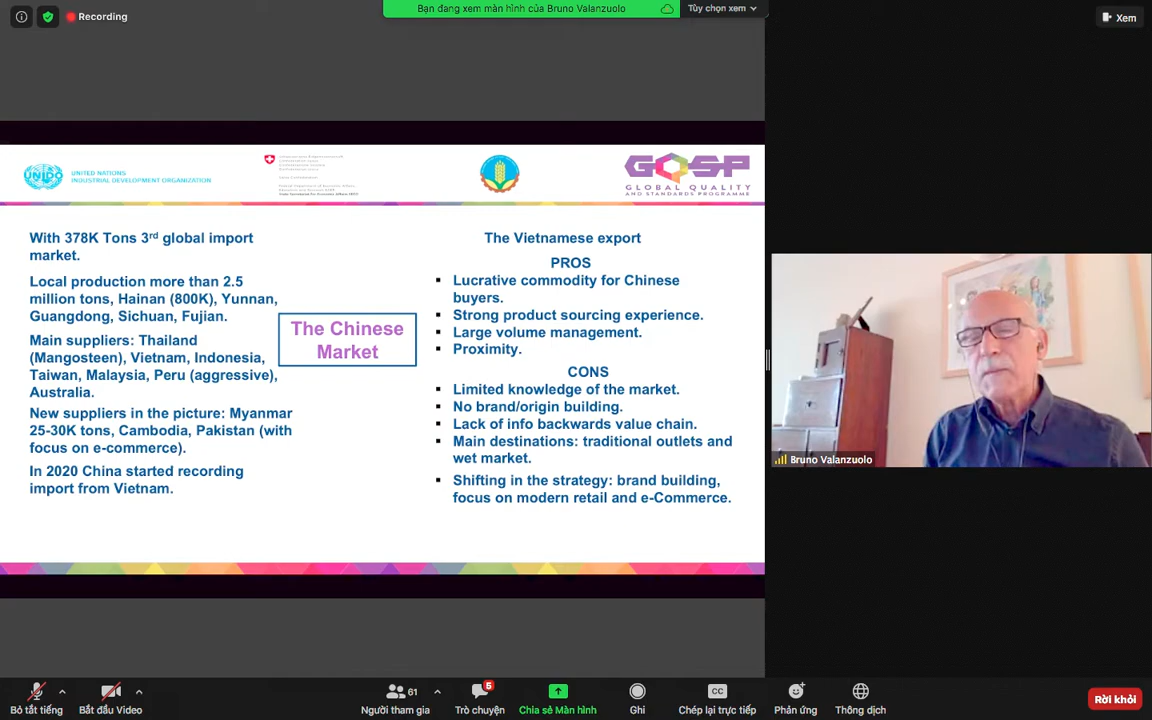 Recording
Bạn đang xem màn hình của Bruno Valanzuolo
Tùy chọn xem
Xem
UNIDO
UNITED NATIONS
INDUSTRIAL DEVELOPMENT ORGANIZATION
GQSP
GLOBAL QUALITY
AND STANDARDS PROGRAMME
With 378K Tons 3rd global import
market.
Local production more than 2.5
million tons, Hainan (800K), Yunnan,
Guangdong, Sichuan, Fujian.
Main suppliers: Thailand
(Mangosteen), Vietnam, Indonesia,
Taiwan, Malaysia, Peru (aggressive),
Australia.
New suppliers in the picture: Myanmar
25-30K tons, Cambodia, Pakistan (with
focus on e-commerce).
In 2020 China started recording
import from Vietnam.
The Chinese
Market
The Vietnamese export
PROS
▪ Lucrative commodity for Chinese
buyers.
▪ Strong product sourcing experience.
▪ Large volume management.
▪ Proximity.
CONS
▪ Limited knowledge of the market.
▪ No brand/origin building.
▪ Lack of info backwards value chain.
▪ Main destinations: traditional outlets and
wet market.
▪ Shifting in the strategy: brand building,
focus on modern retail and e-Commerce.
Bruno Valanzuolo
Bỏ tắt tiếng
Bắt đầu Video
61
Người tham gia
5
Trò chuyện
Chia sẻ Màn hình
Ghi
CC
Chép lại trực tiếp
Phản ứng
Thông dịch
Rời khỏi